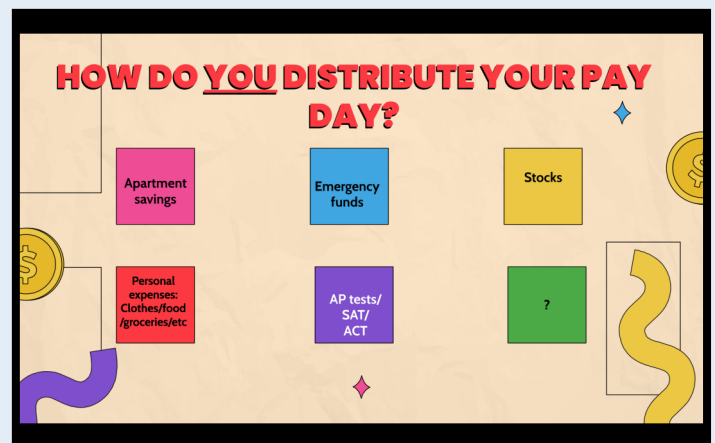 HOW DO YOU DISTRIBUTE YOUR PAY
DAY?
Apartment
savings
Emergency
funds
Stocks
Personal
expenses:
Clothes/food
/groceries/etc
AP tests/
SAT/
ACT
?
$
$